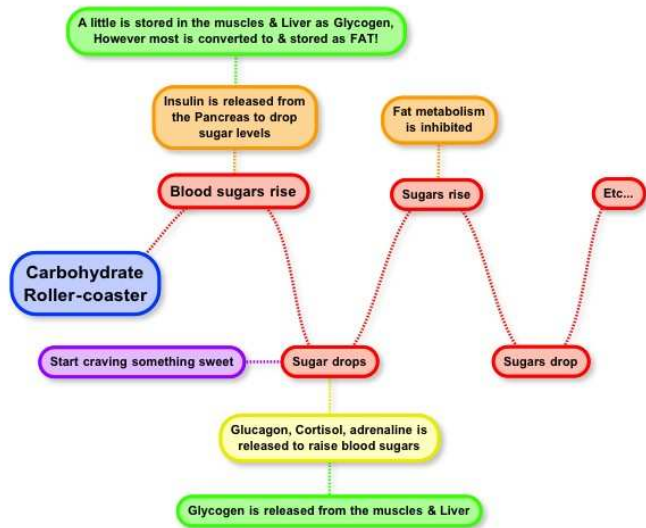 A little is stored in the muscles & Liver as Glycogen,
However most is converted to & stored as FAT!
Insulin is released from
the Pancreas to drop
sugar levels
Fat metabolism
is inhibited
Blood sugars rise
Sugars rise
Etc...
Carbohydrate
Roller-coaster
Start craving something sweet
Sugar drops
Sugars drop
Glucagon, Cortisol, adrenaline is
released to raise blood sugars
Glycogen is released from the muscles & Liver